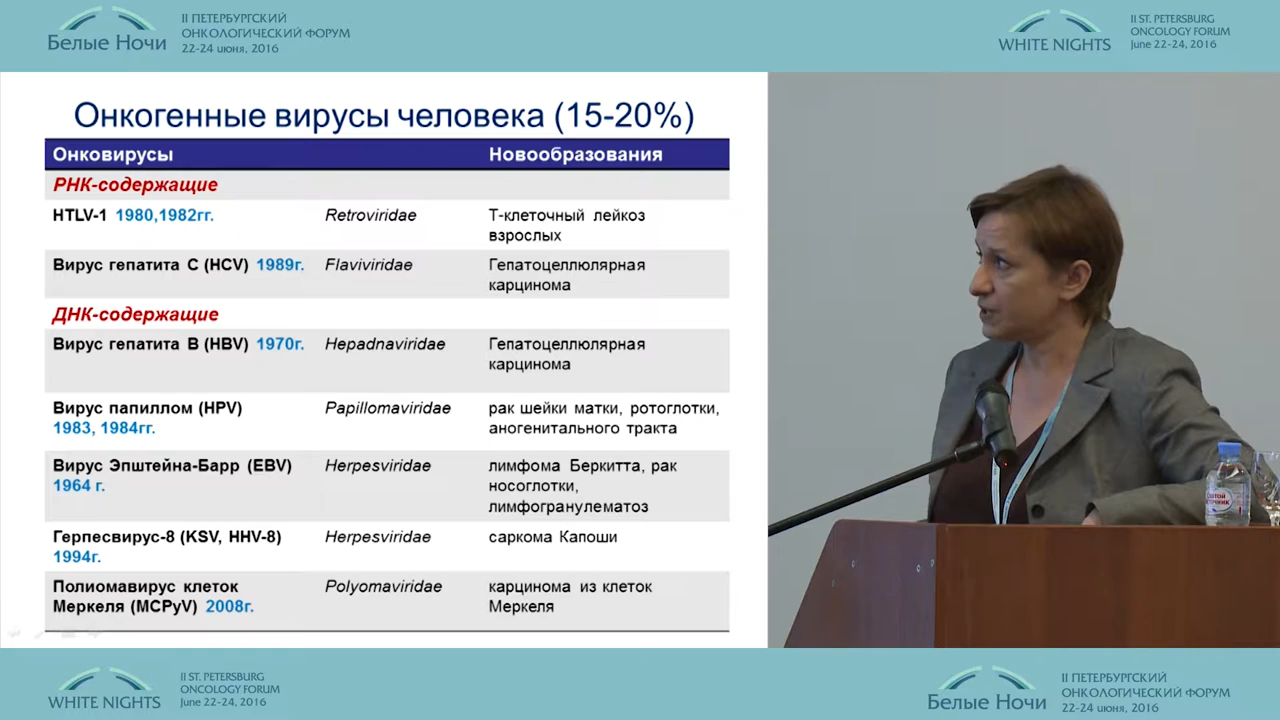 II ПЕТЕРБУРГСКИЙ
ОНКОЛОГИЧЕСКИЙ ФОРУМ
Белые Ночи
22-24 июня, 2016
II ST. PETERSBURG
ONCOLOGY FORUM
WHITE NIGHTS
June 22-24, 2016
Онкогенные вирусы человека (15-20%)
Онковирусы Новообразования
РНК-содержащие
HTLV-1 1980,1982гг. Retroviridae Т-клеточный лейкоз
взрослых
Вирус гепатита С (HCV) 1989г. Flaviviridae Гепатоцеллюлярная
карцинома
ДНК-содержащие
Вирус гепатита В (HBV) 1970г. Hepadnaviridae Гепатоцеллюлярная
карцинома
Вирус папиллом (HPV) Papillomaviridae рак шейки матки, ротоглотки,
1983, 1984гг. аногенитального тракта
Вирус Эпштейна-Барр (EBV) Herpesviridae лимфома Беркитта, рак
1964 г. носоглотки,
лимфогранулематоз
Герпесвирус-8 (KSV, HHV-8) Herpesviridae саркома Капоши
1994г.
Полиомавирус клеток Polyomaviridae карцинома из клеток
Меркеля (MCPyV) 2008г. Меркеля
II ST. PETERSBURG
ONCOLOGY FORUM
WHITE NIGHTS
June 22-24, 2016
II ПЕТЕРБУРГСКИЙ
ОНКОЛОГИЧЕСКИЙ ФОРУМ
Белые Ночи
22-24 июня, 2016